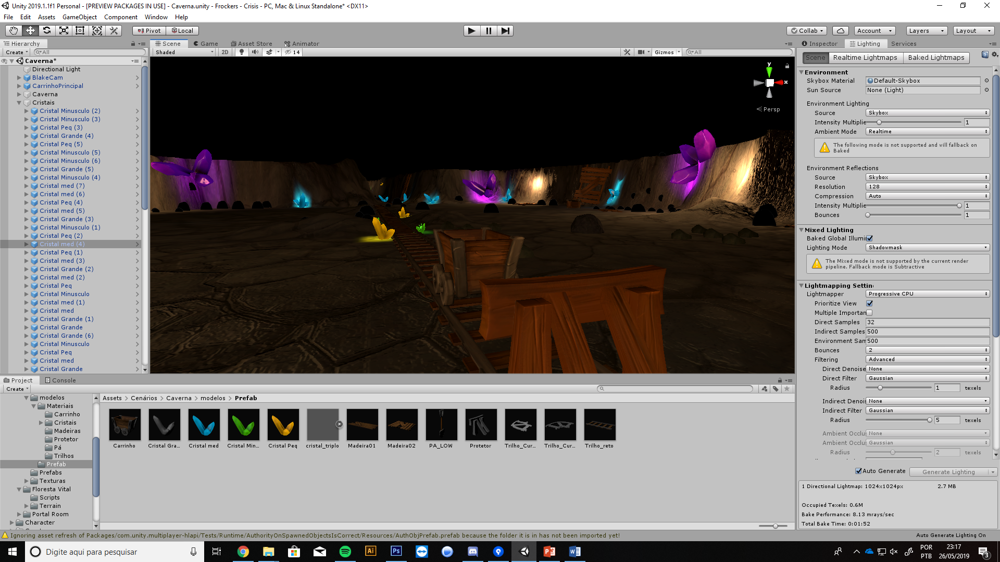 Unity 2019.1.1f1 Personal - [PREVIEW PACKAGES IN USE] - Caverna.unity - Frockers - Crisis - PC, Mac & Linux Standalone* <DX11>
File Edit Assets GameObject Component Window Help
Pivot Local Collab Account Layers Layout
Hierarchy
Create All
Caverna*
Directional Light
BlakeCam
CarrinhoPrincipal
Caverna
Cristais
Cristal Minusculo (2)
Cristal Minusculo (3)
Cristal Peq (3)
Cristal Grande (4)
Cristal Peq (5)
Cristal Minusculo (5)
Cristal Minusculo (6)
Cristal Grande (5)
Cristal Minusculo (4)
Cristal med (7)
Cristal med (6)
Cristal Peq (4)
Cristal med (5)
Cristal Grande (3)
Cristal Minusculo (1)
Cristal Peq (2)
Cristal med (4)
Cristal Peq (1)
Cristal med (3)
Cristal Grande (2)
Cristal med (2)
Cristal Peq
Cristal Minusculo
Cristal med (1)
Cristal med
Cristal Grande (1)
Cristal Grande
Cristal Grande (6)
Cristal Minusculo
Cristal Peq
Cristal med
Cristal Grande
Scene Game Asset Store Animator
Shaded 2D 14 Gizmos All
y
x
Persp
Inspector Lighting Services
Scene Realtime Lightmaps Baked Lightmaps
Environment
Skybox Material Default-Skybox
Sun Source None (Light)
Environment Lighting
Source Skybox
Intensity Multiplie 1
Ambient Mode Realtime
The following mode is not supported and will fallback on
Baked
Environment Reflections
Source Skybox
Resolution 128
Compression Auto
Intensity Multiplie 1
Bounces 1
Mixed Lighting
Baked Global Illumi
Lighting Mode Shadowmask
The Mixed mode is not supported by the current render
pipeline. Fallback mode is Subtractive
Lightmapping Settin
Lightmapper Progressive CPU
Prioritize View
Multiple Importan
Direct Samples 32
Indirect Samples 500
Environment Sam 500
Bounces 2
Filtering Advanced
Direct Denoise None
Direct Filter Gaussian
Radius 1 texels
Indirect Denoi None
Indirect Filter Gaussian
Radius 5 texels
Ambient Occlu None
Ambient Occlu Gaussian
Radius 2 texels
Auto Generate Generate Lighting
1 Directional Lightmap: 1024x1024px 2.7 MB
Occupied Texels: 0.6M
Bake Performance: 8.13 mrays/sec
Total Bake Time: 0:01:52
Project Console
Create
modelos
Materiais
Carrinho
Cristais
Madeiras
Protetor
Pá
Trilhos
Prefab
Prefabs
Texturas
Floresta Vital
Scripts
Terrain
Portal Room
Character
Assets > Cenários > Caverna > modelos > Prefab
Carrinho Cristal Gra... Cristal med Cristal Min... Cristal Peq cristal_triplo Madeira01 Madeira02 PA_LOW Protetor Trilho_Cur... Trilho_Cur... Trilho_reto
Ignoring asset refresh of Packages/com.unity.multiplayer-hlapi/Tests/Runtime/AuthorityOnSpawnedObjectsIsCorrect/Resources/AuthObjPrefab.prefab because the folder it is in has not been imported yet!
Auto Generate Lighting On
Digite aqui para pesquisar
Ai Ps
POR
PTB
23:17
26/05/2019
3